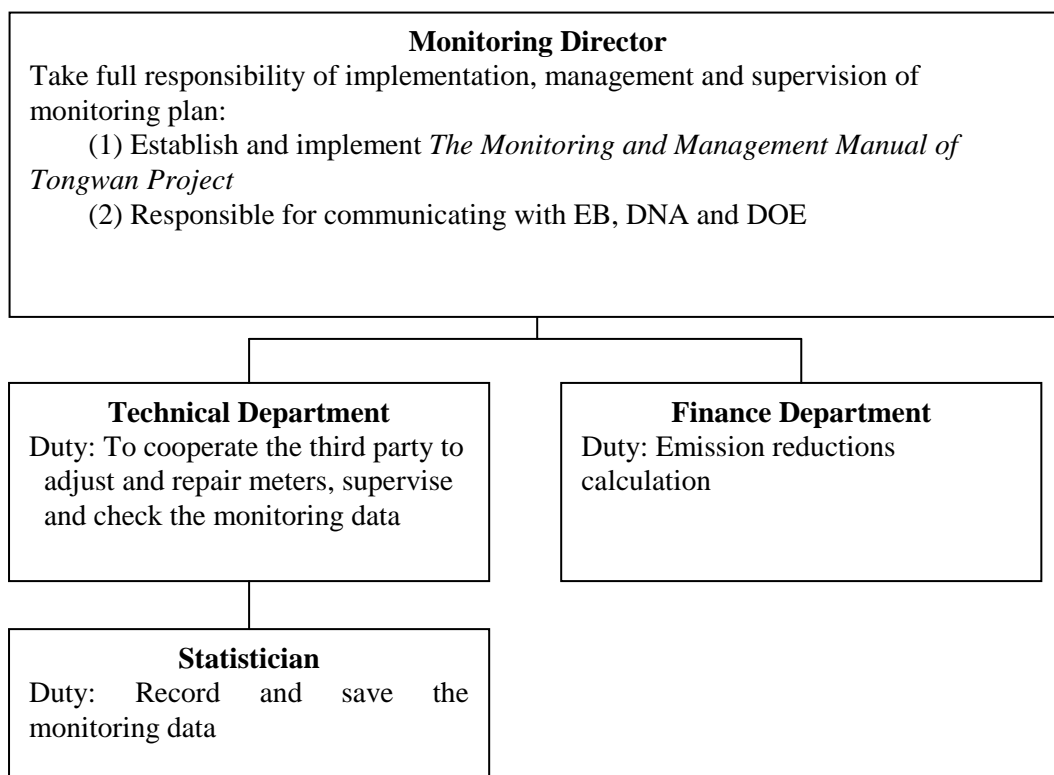 Monitoring Director
Take full responsibility of implementation, management and supervision of
monitoring plan:
(1) Establish and implement The Monitoring and Management Manual of
Tongwan Project
(2) Responsible for communicating with EB, DNA and DOE
Technical Department
Duty: To cooperate the third party to
adjust and repair meters, supervise
and check the monitoring data
Finance Department
Duty: Emission reductions
calculation
Statistician
Duty: Record and save the
monitoring data